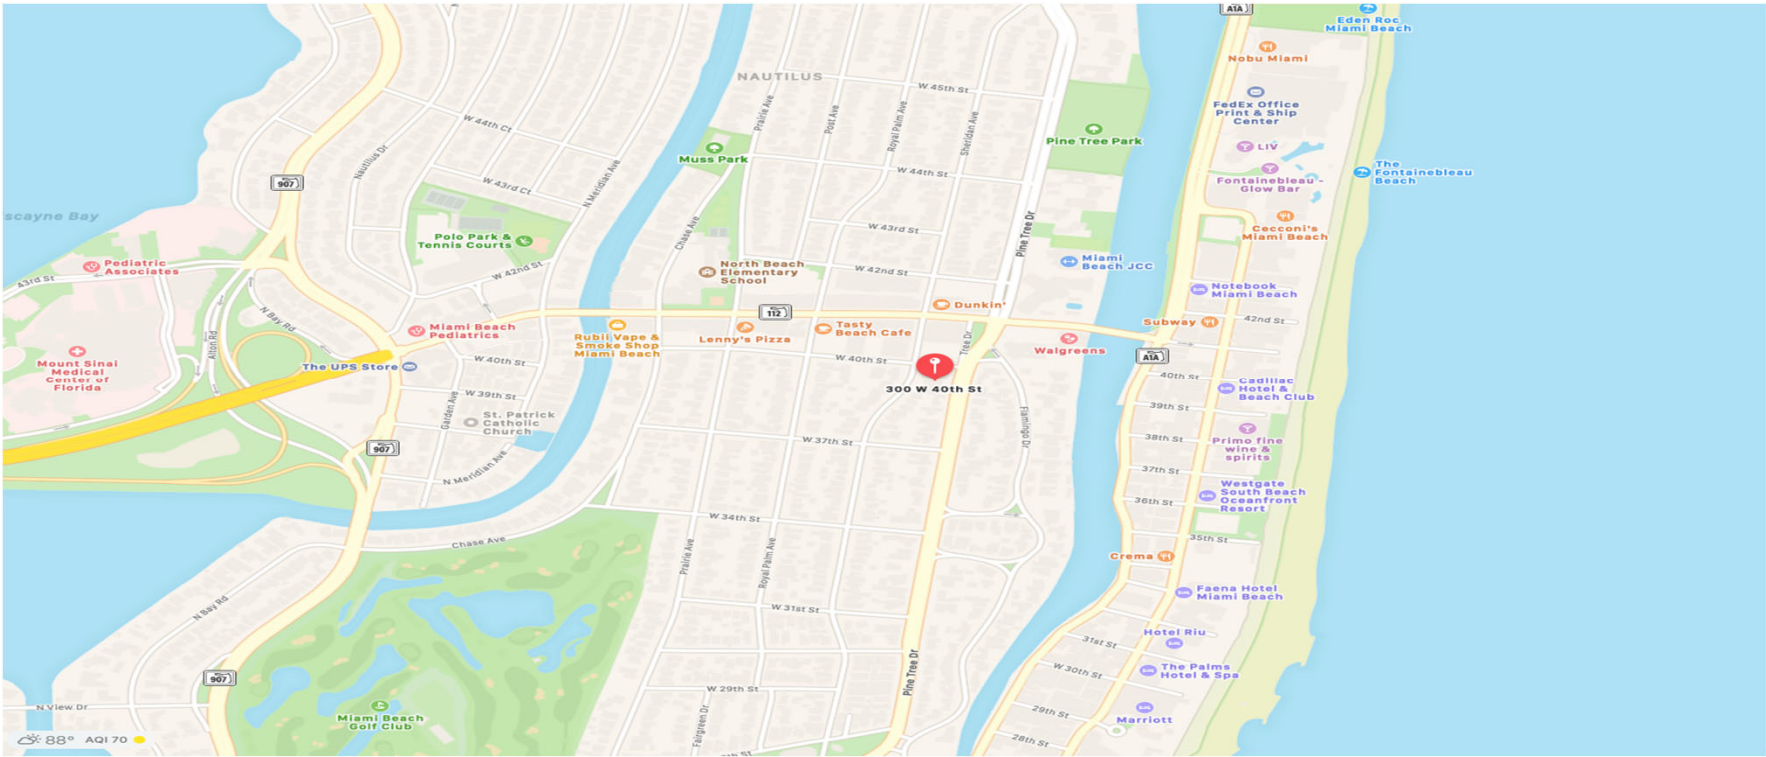 A1A
Eden Roc
Miami Beach
Nobu Miami
NAUTILUS
W 45th St
FedEx Office
Print & Ship
Center
Prairie Ave
Post Ave
Royal Palm Ave
Sheridan Ave
W 44th Ct
Pine Tree Park
LIV
Muss Park
Nautilus Dr
N Meridian Ave
W 44th St
The
Fontainebleau
Beach
907
W 43rd Ct
Fontainebleau -
Glow Bar
scayne Bay
Chase Ave
W 43rd St
Pine Tree Dr
Cecconi's
Miami Beach
Polo Park &
Tennis Courts
Pediatric
Associates
43rd St
W 42nd St
North Beach
Elementary
School
W 42nd St
Miami
Beach JCC
Notebook
Miami Beach
Dunkin'
112
N Bay Rd
Alton Rd
Miami Beach
Pediatrics
Rubil Vape &
Smoke Shop
Miami Beach
Lenny's Pizza
Tasty
Beach Cafe
Subway
42nd St
Tree Dr
Walgreens
A1A
Mount Sinai
Medical
Center of
Florida
The UPS Store
W 40th St
W 40th St
300 W 40th St
40th St
Cadillac
Hotel &
Beach Club
W 39th St
Garden Ave
St. Patrick
Catholic
Church
Flamingo Dr
39th St
907
W 37th St
38th St
Primo fine
wine &
spirits
N Meridian Ave
37th St
Westgate
South Beach
Oceanfront
Resort
36th St
W 34th St
Chase Ave
35th St
Prairie Ave
Royal Palm Ave
Crema
Faena Hotel
Miami Beach
N Bay Rd
W 31st St
Hotel Riu
31st St
907
Pine Tree Dr
W 30th St
The Palms
Hotel & Spa
W 29th St
N View Dr
Miami Beach
Golf Club
Fairgreen Dr
29th St
Marriott
88°
AQI 70
28th St